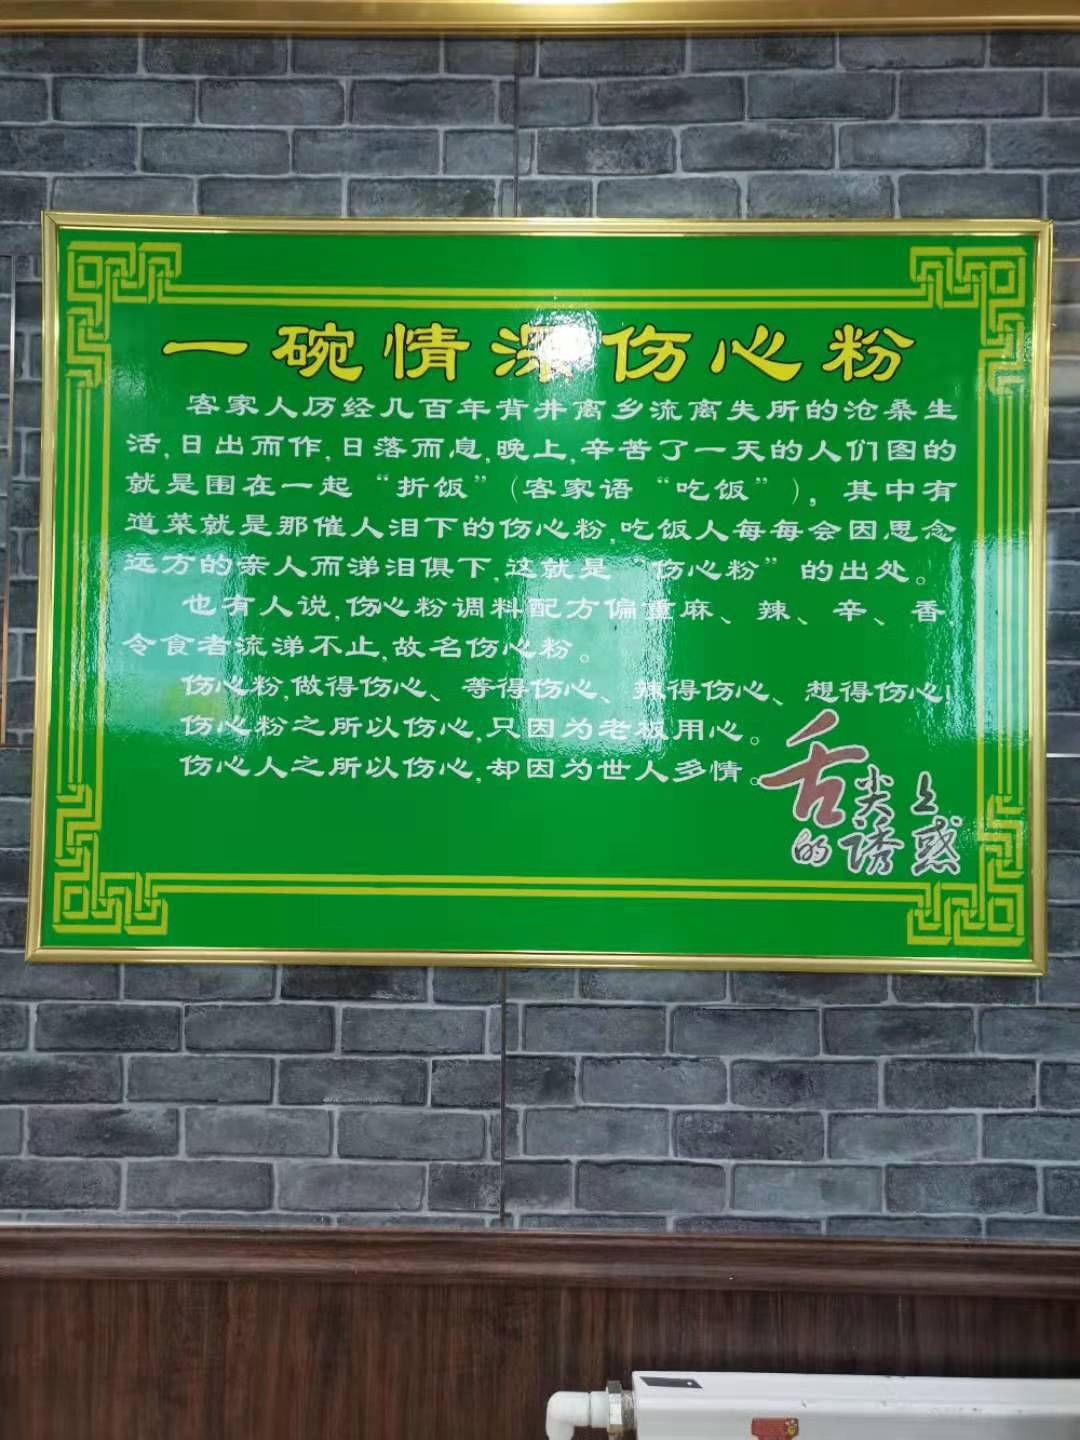 一碗情深伤心粉
客家人历经几百年背井离乡流离失所的沧桑生
活,日出而作,日落而息,晚上,辛苦了一天的人们图的
就是围在一起“折饭”(客家语“吃饭”)，其中有
道菜就是那催人泪下的伤心粉,吃饭人每每会因思念
远方的亲人而涕泪俱下,这就是“伤心粉”的出处。
也有人说,伤心粉调料配方偏重麻、辣、辛、香
令食者流涕不止,故名伤心粉。
伤心粉,做得伤心、等得伤心、辣得伤心、想得伤心!
伤心粉之所以伤心,只因为老板用心。
伤心人之所以伤心,却因为世人多情。
舌尖上
的诱惑